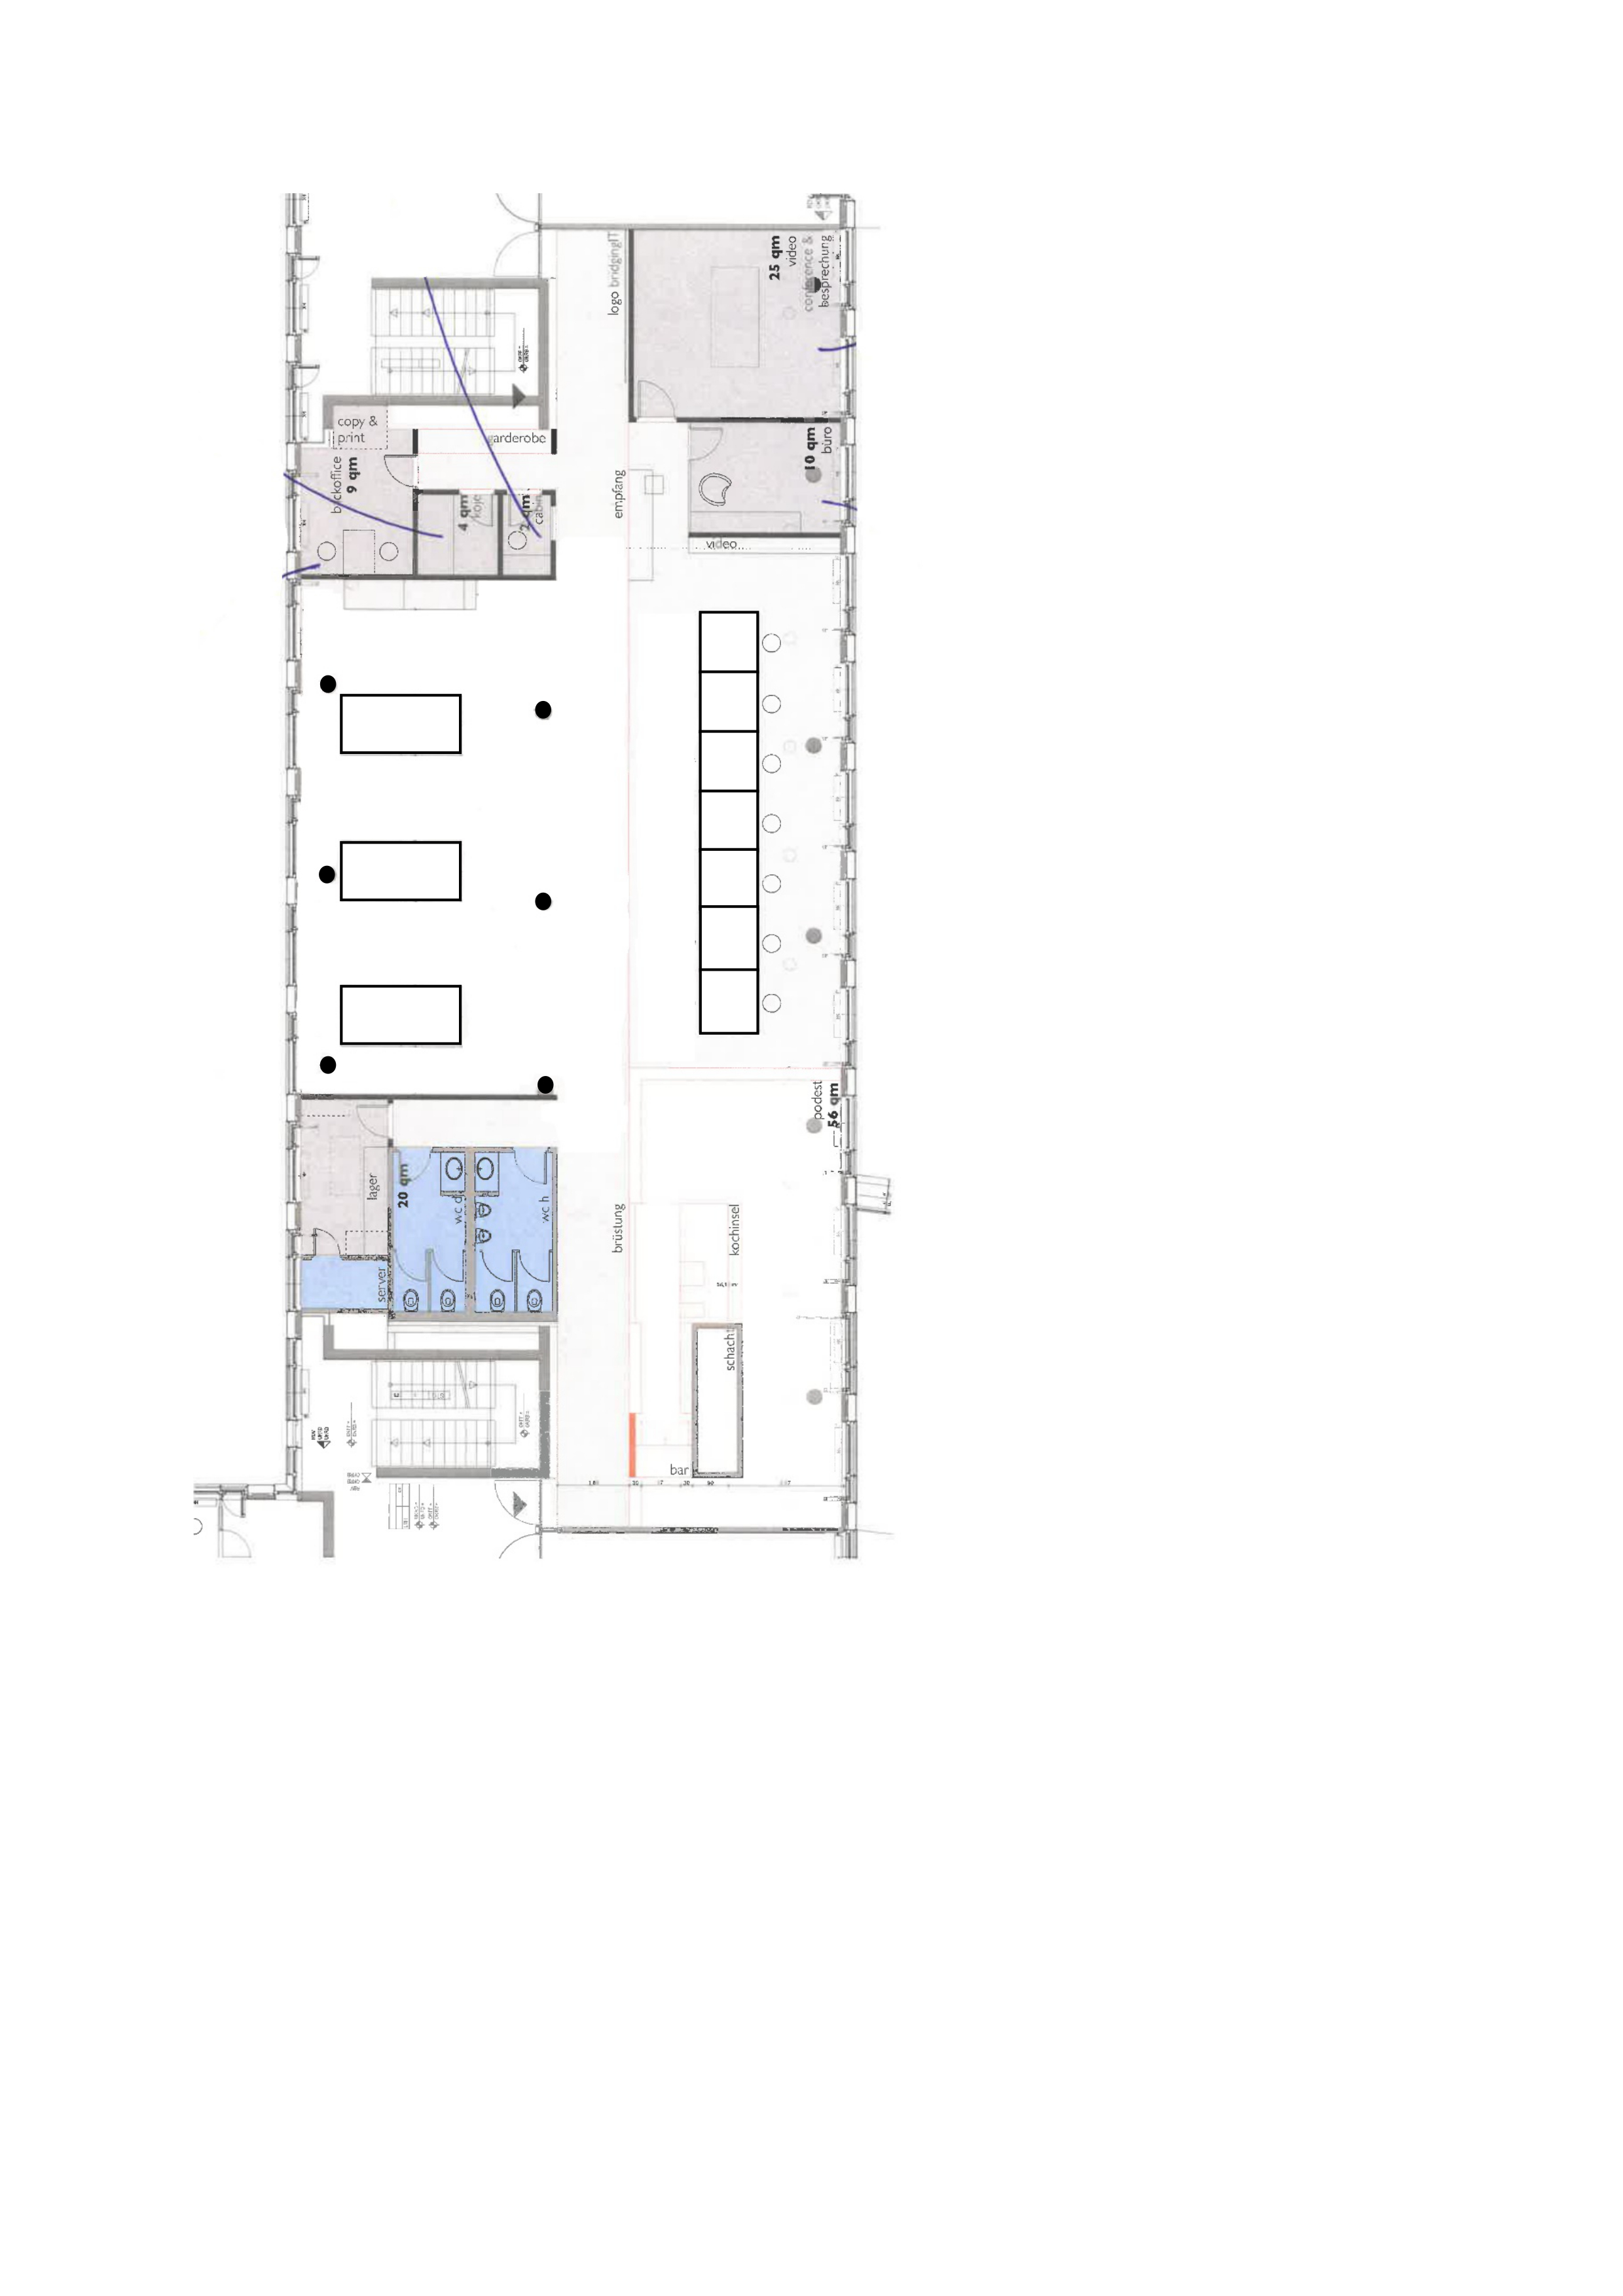 logo bridgingIT
25 qm
video
conference &
besprechung
copy &
print
garderobe
backoffice
9 qm
4 qm
koje
2 qm
cabin
empfang
10 qm
büro
video
podest
56 qm
lager
20 qm
wc d
wc h
server
brüstung
kochinsel
schacht
bar